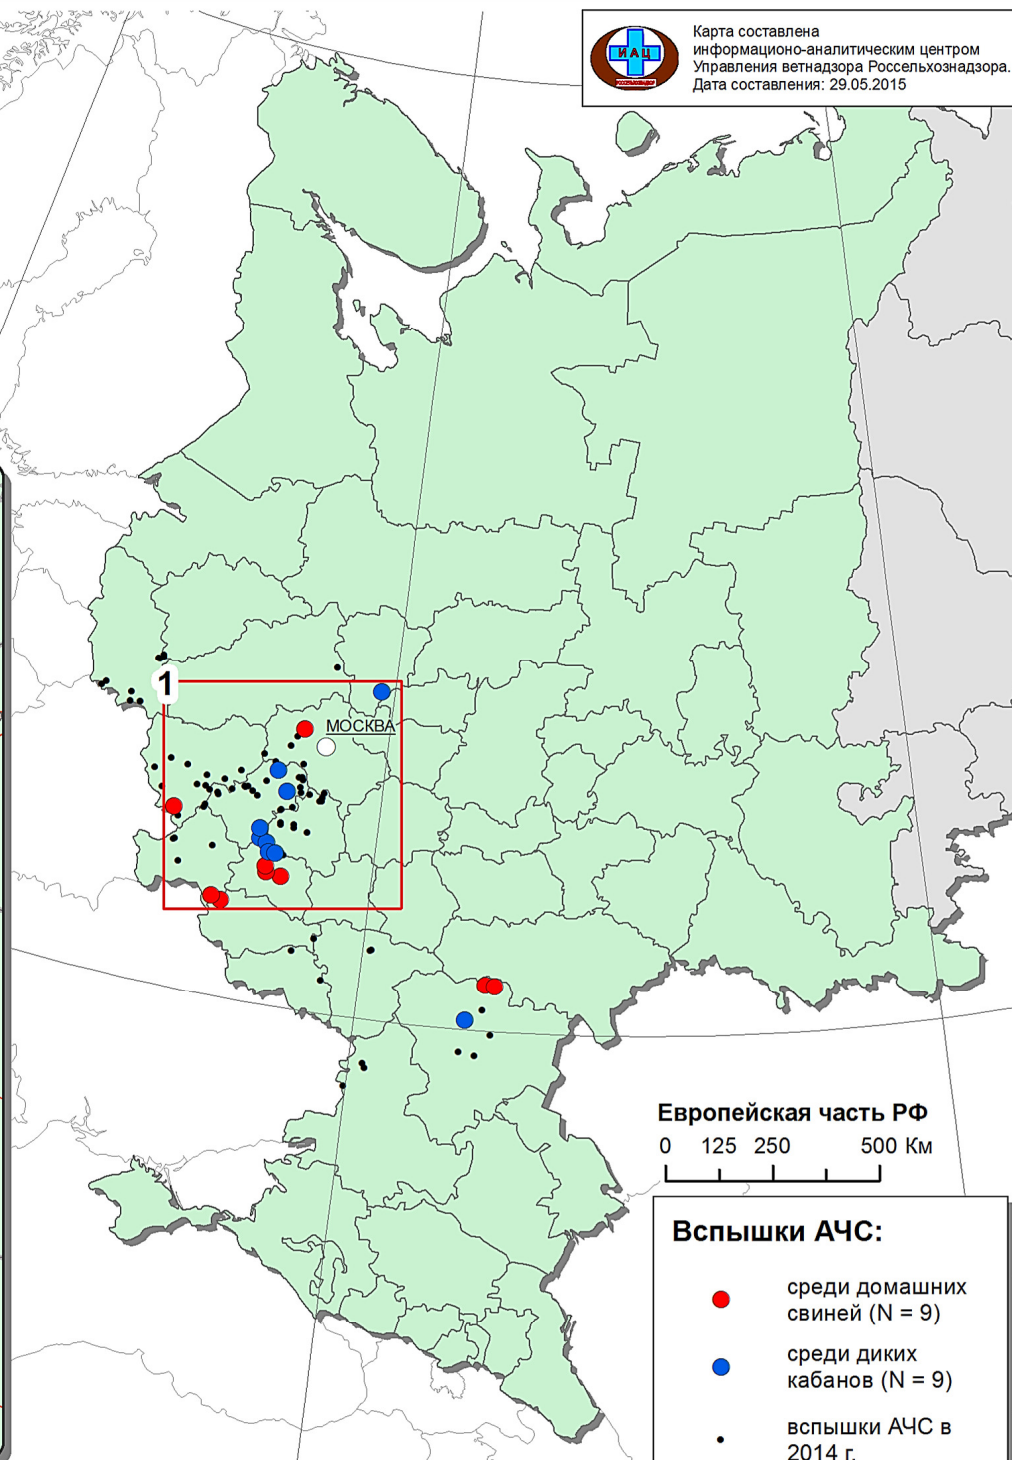 ИАЦ
Карта составлена
информационо-аналитическим центром
Управления ветнадзора Россельхознадзора.
Дата составления: 29.05.2015
1
МОСКВА
Европейская часть РФ
0 125 250 500 Км
Вспышки АЧС:
среди домашних
свиней (N = 9)
среди диких
кабанов (N = 9)
вспышки АЧС в
2014 г.